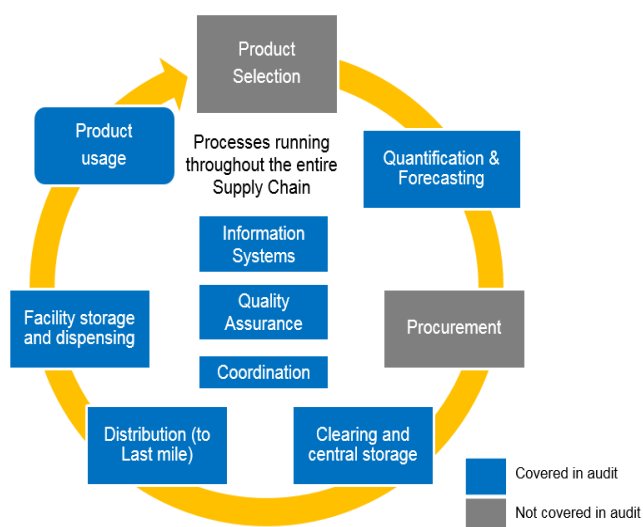 Product
Selection
Product
usage
Processes running
throughout the entire
Supply Chain
Quantification &
Forecasting
Information
Systems
Quality
Assurance
Coordination
Facility storage
and dispensing
Procurement
Distribution (to
Last mile)
Clearing and
central storage
Covered in audit
Not covered in audit